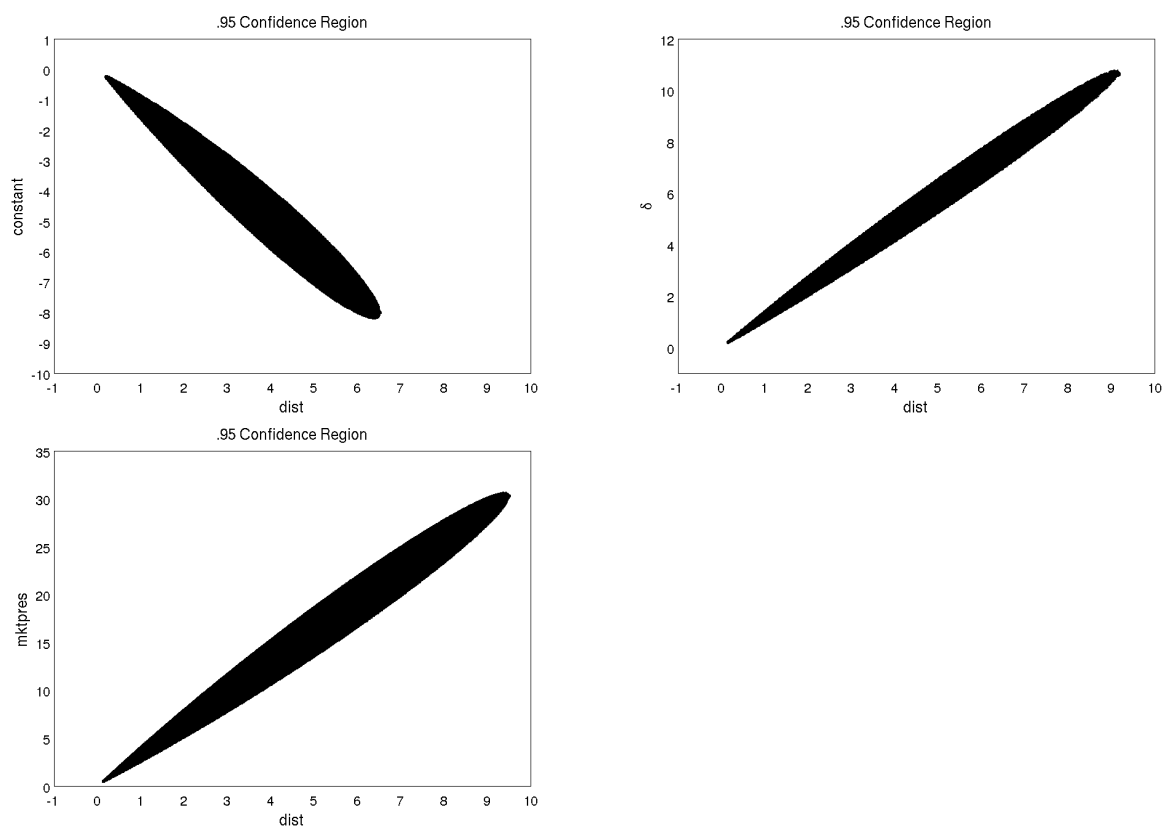 .95 Confidence Region
1
0
-1
-2
-3
-4
-5
-6
-7
-8
-9
-10
constant
-1 0 1 2 3 4 5 6 7 8 9 10
dist
.95 Confidence Region
12
10
8
6
4
2
0
δ
-1 0 1 2 3 4 5 6 7 8 9 10
dist
.95 Confidence Region
35
30
25
20
15
10
5
0
mktpres
-1 0 1 2 3 4 5 6 7 8 9 10
dist